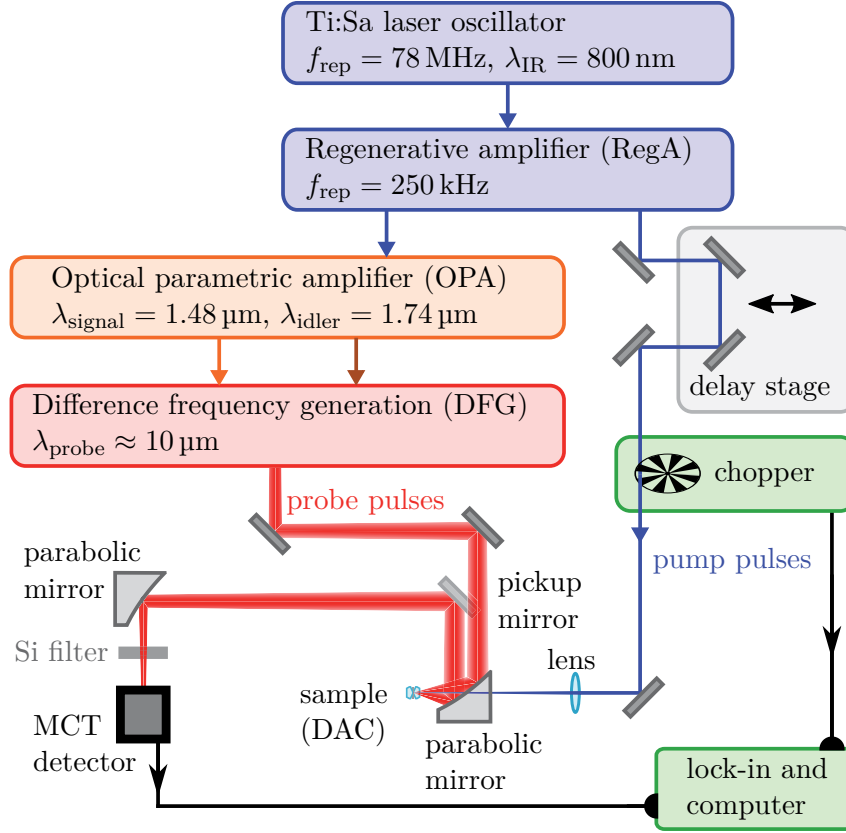 Ti:Sa laser oscillator
f_rep = 78 MHz, λ_IR = 800 nm
Regenerative amplifier (RegA)
f_rep = 250 kHz
Optical parametric amplifier (OPA)
λ_signal = 1.48 µm, λ_idler = 1.74 µm
delay stage
Difference frequency generation (DFG)
λ_probe ≈ 10 µm
chopper
probe pulses
parabolic
mirror
pickup
mirror
pump pulses
Si filter
lens
sample
(DAC)
MCT
detector
parabolic
mirror
lock-in and
computer